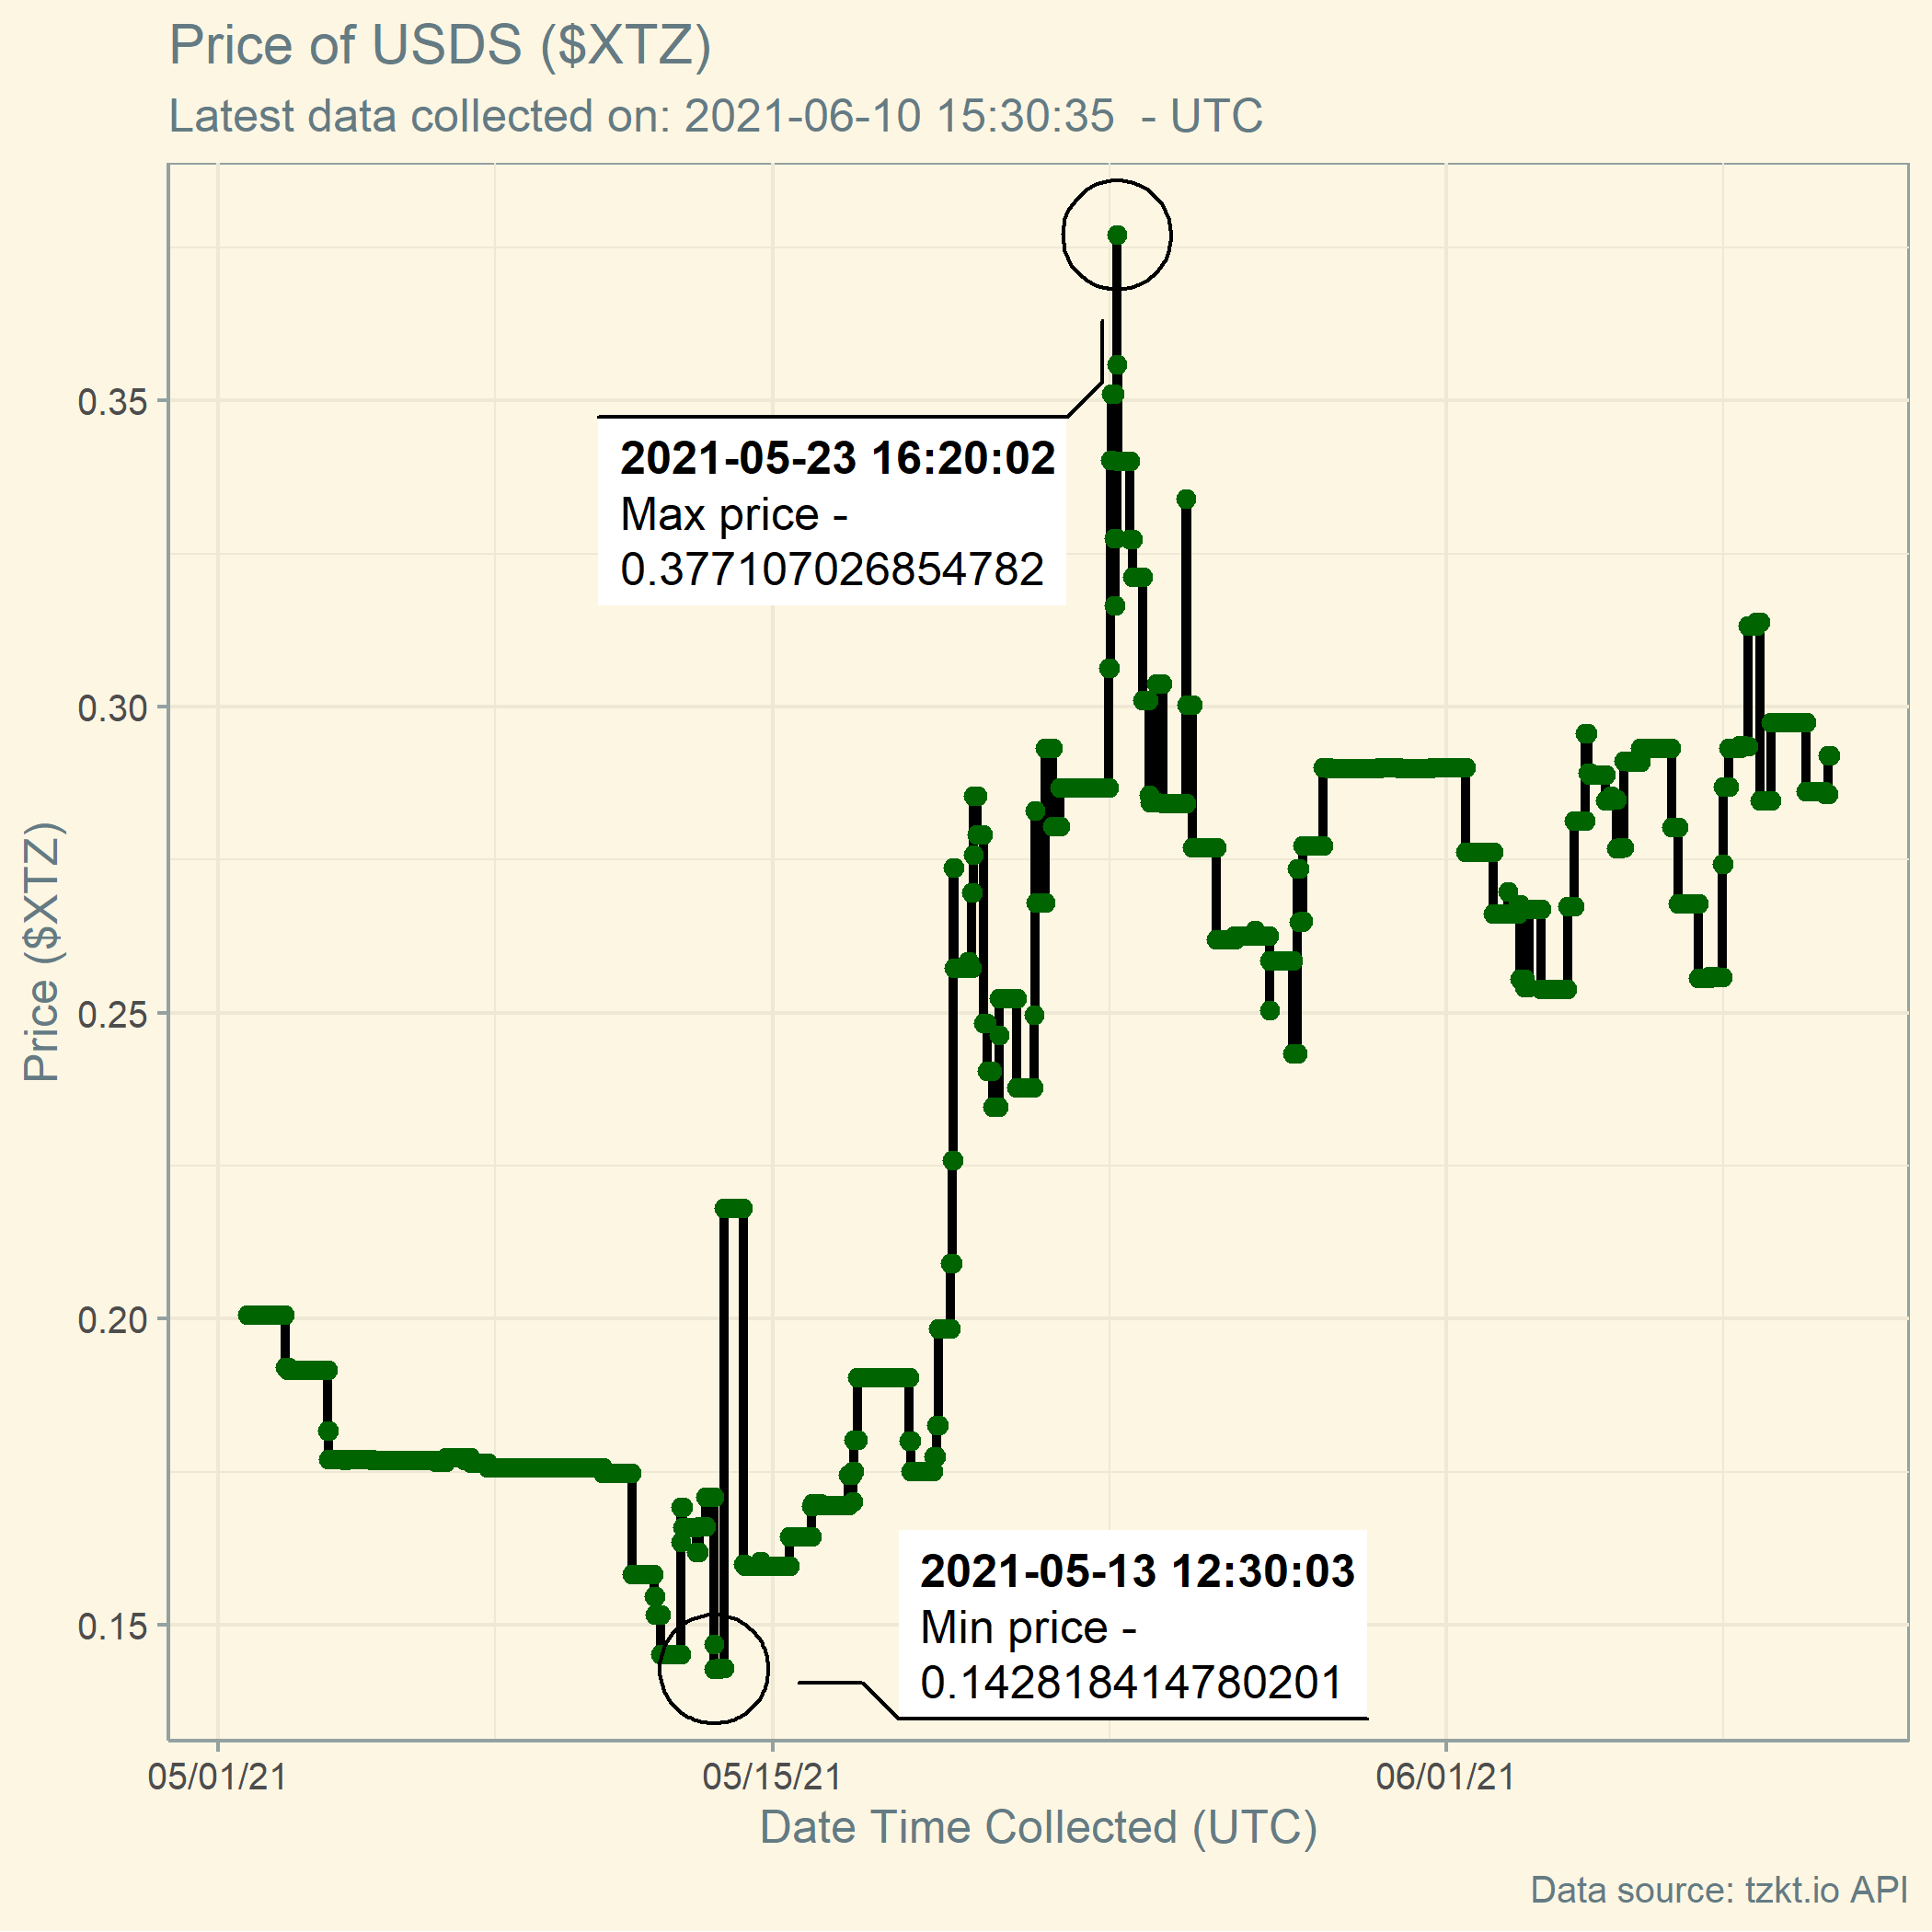 Price of USDS ($XTZ)
Latest data collected on: 2021-06-10 15:30:35  - UTC
Price ($XTZ)
0.35
0.30
0.25
0.20
0.15
2021-05-23 16:20:02
Max price -
0.377107026854782
2021-05-13 12:30:03
Min price -
0.142818414780201
05/01/21
05/15/21
06/01/21
Date Time Collected (UTC)
Data source: tzkt.io API